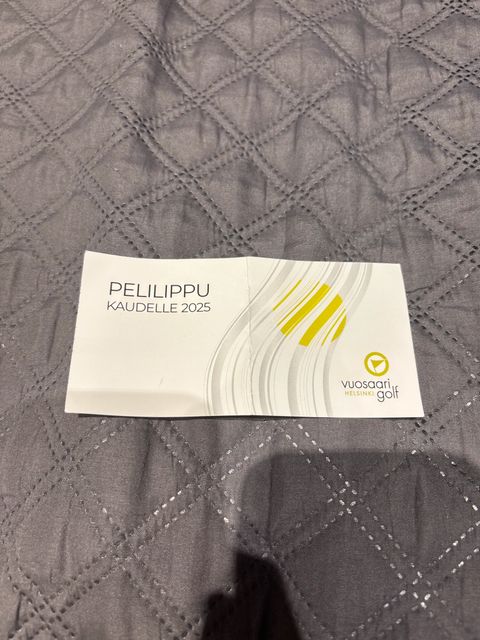 PELILIPPU
KAUDELLE 2025
vuosaari
HELSINKI golf